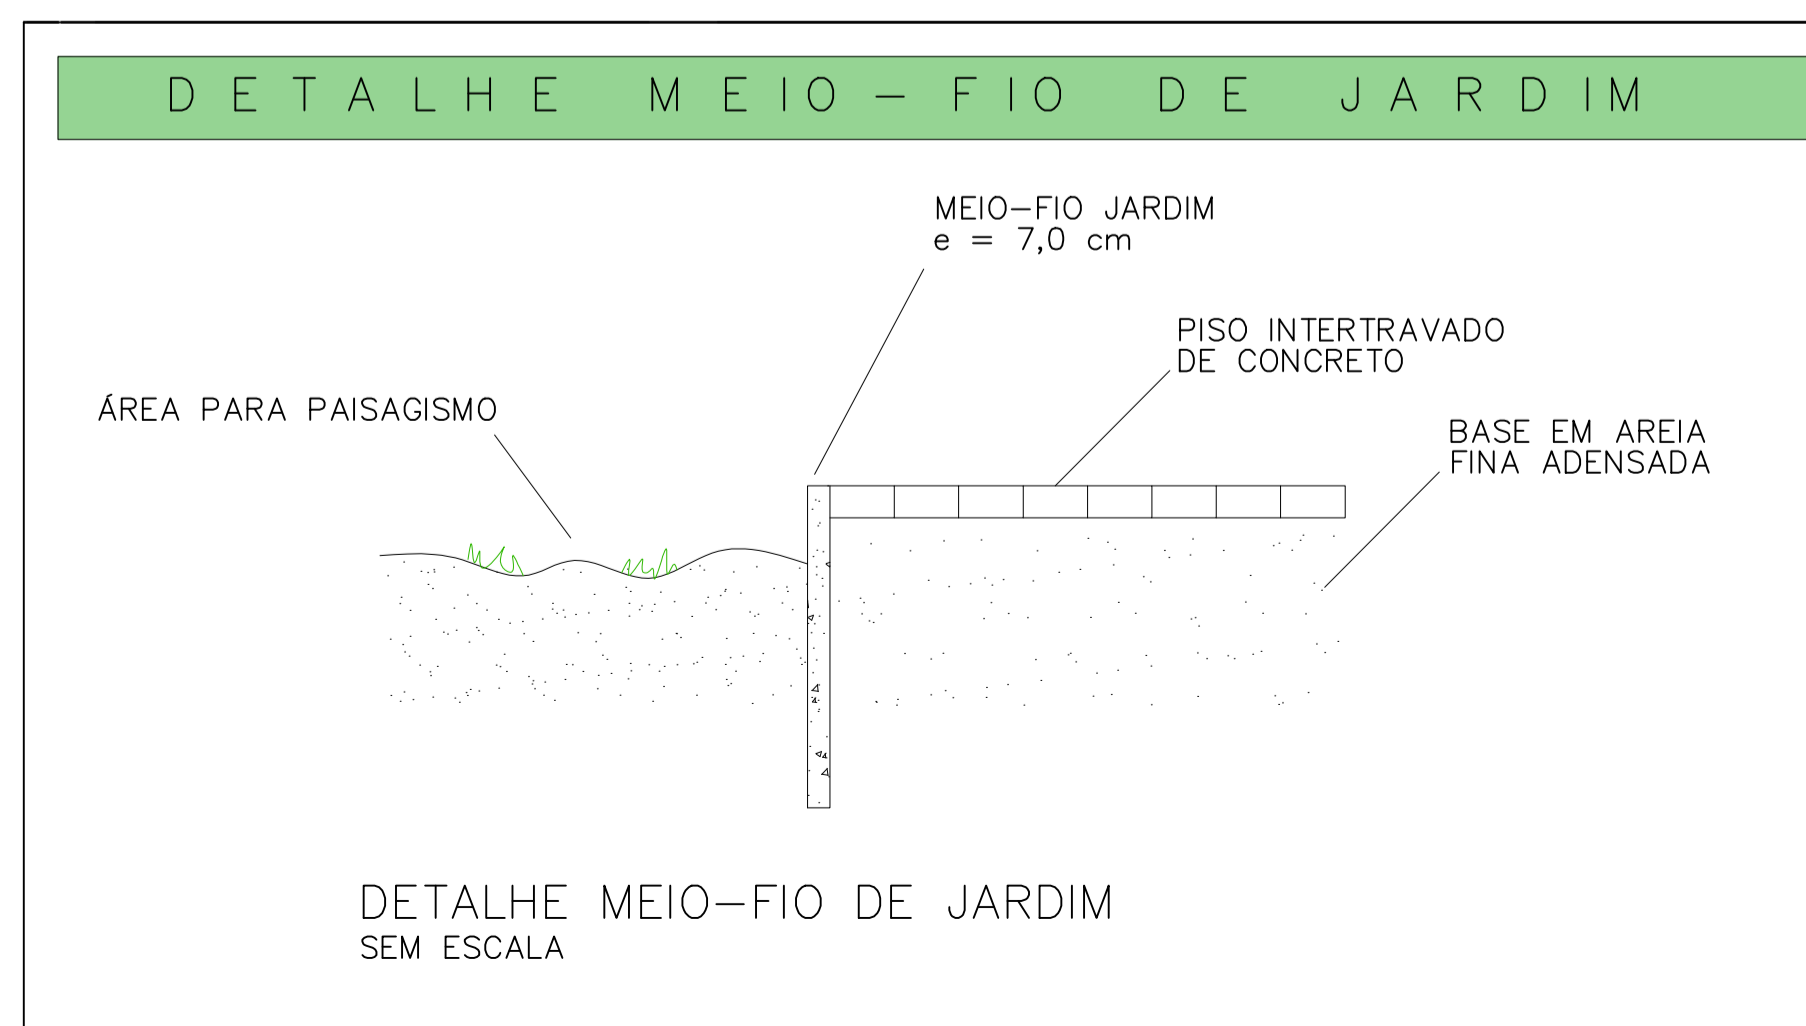 DETALHE MEIO-FIO DE JARDIM
MEIO-FIO JARDIM
e = 7,0 cm
PISO INTERTRAVADO
DE CONCRETO
ÁREA PARA PAISAGISMO
BASE EM AREIA
FINA ADENSADA
DETALHE MEIO-FIO DE JARDIM
SEM ESCALA